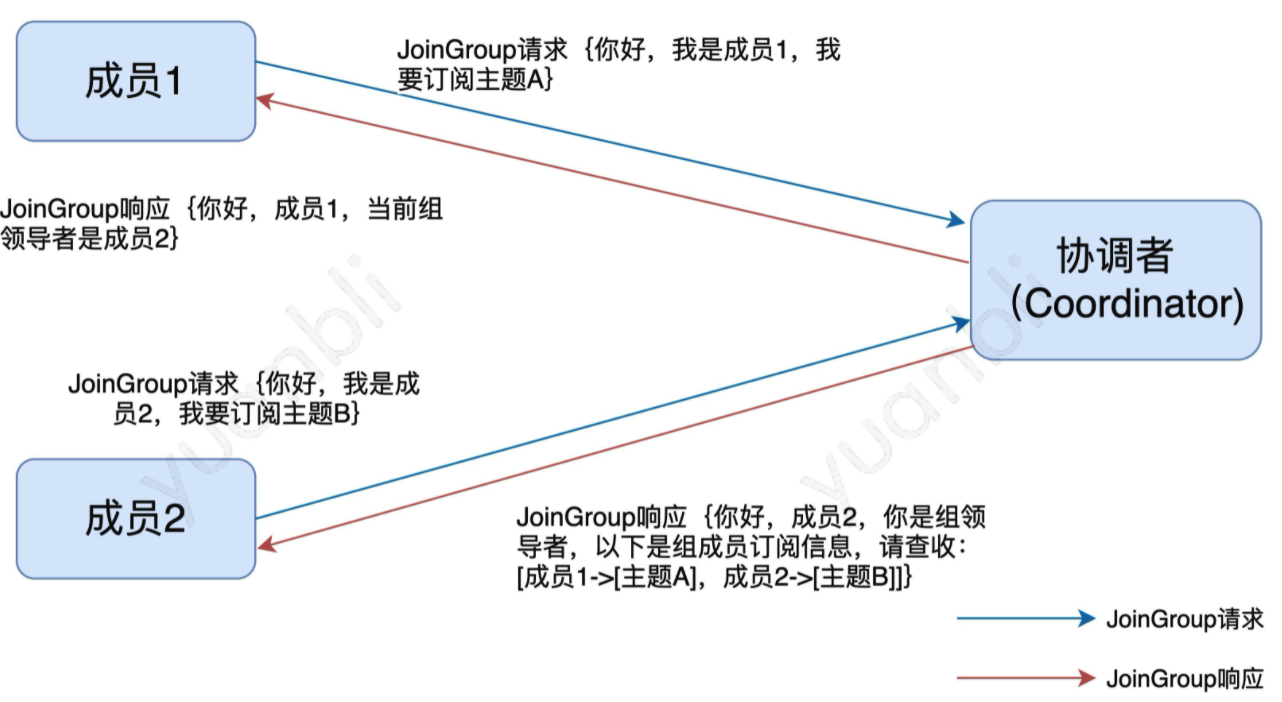 成员1
JoinGroup请求｛你好，我是成员1，我
要订阅主题A}
JoinGroup响应｛你好，成员1，当前组
领导者是成员2}
协调者
（Coordinator)
JoinGroup请求｛你好，我是成
员2，我要订阅主题B}
成员2
JoinGroup响应｛你好，成员2，你是组领
导者，以下是组成员订阅信息，请查收：
[成员1->[主题A]，成员2->[主题B]]}
JoinGroup请求
JoinGroup响应
yuanbli
yuanbli